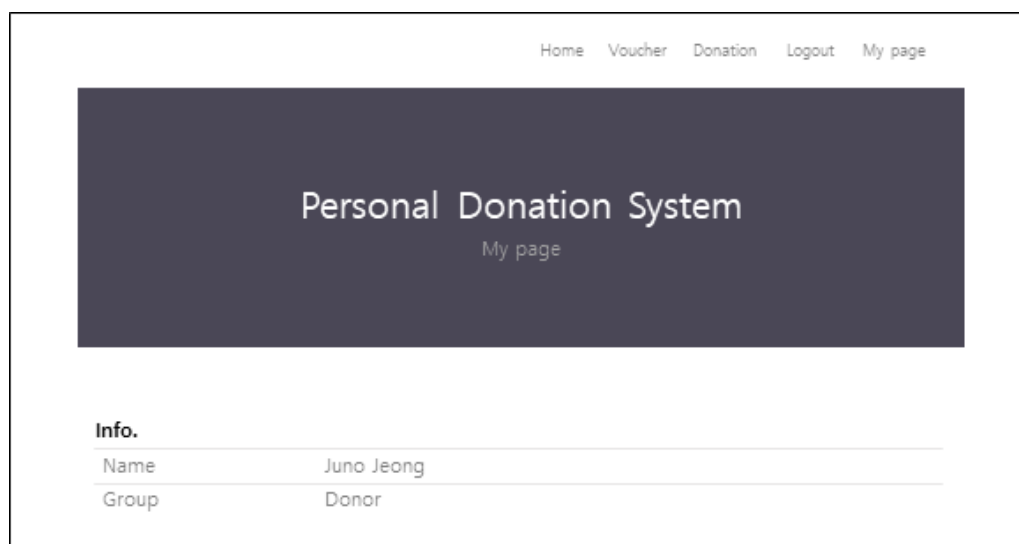 Home Voucher Donation Logout My page
Personal Donation System
My page
Info.
Name Juno Jeong
Group Donor